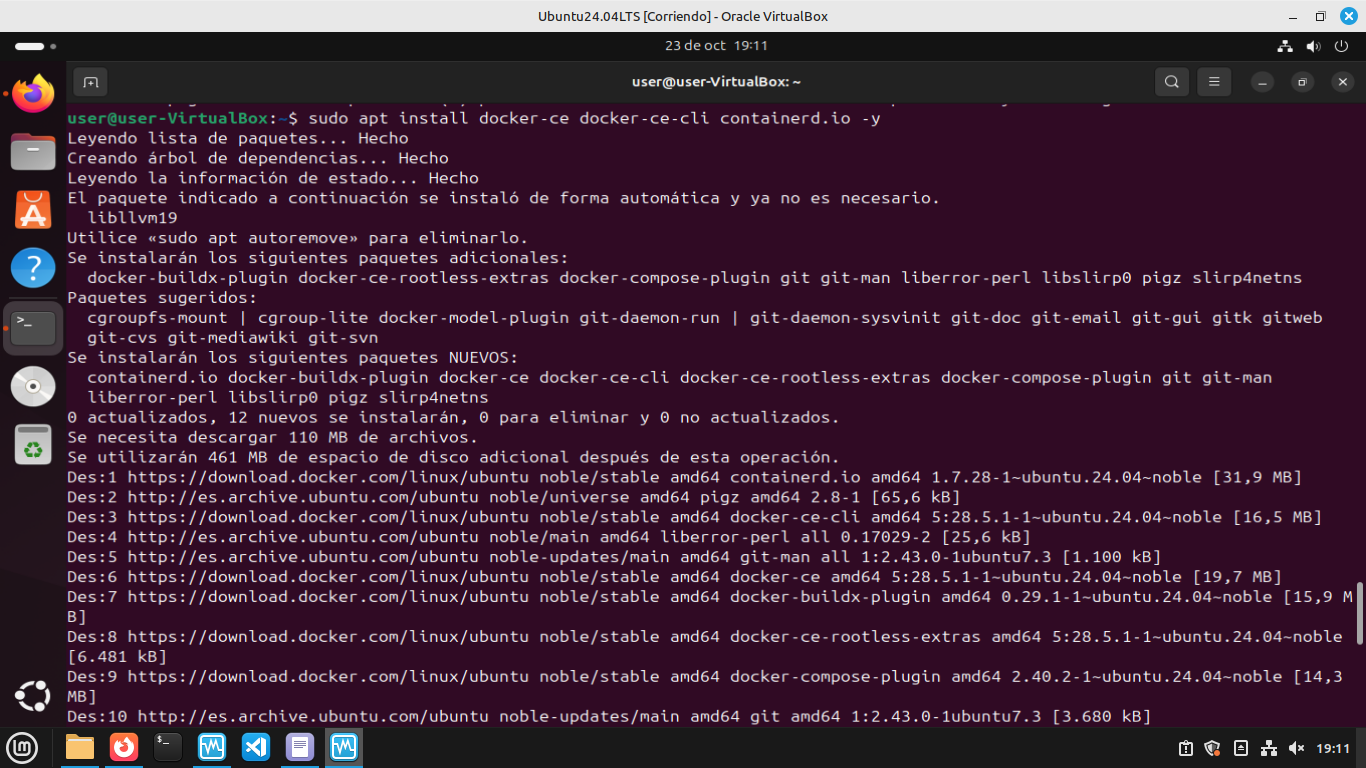 Ubuntu24.04LTS [Corriendo] - Oracle VirtualBox
23 de oct 19:11
user@user-VirtualBox: ~
user@user-VirtualBox:~$ sudo apt install docker-ce docker-ce-cli containerd.io -y
Leyendo lista de paquetes... Hecho
Creando árbol de dependencias... Hecho
Leyendo la información de estado... Hecho
El paquete indicado a continuación se instaló de forma automática y ya no es necesario.
libllvm19
Utilice «sudo apt autoremove» para eliminarlo.
Se instalarán los siguientes paquetes adicionales:
docker-buildx-plugin docker-ce-rootless-extras docker-compose-plugin git git-man liberror-perl libslirp0 pigz slirp4netns
Paquetes sugeridos:
cgroupfs-mount | cgroup-lite docker-model-plugin git-daemon-run | git-daemon-sysvinit git-doc git-email git-gui gitk gitweb
git-cvs git-mediawiki git-svn
Se instalarán los siguientes paquetes NUEVOS:
containerd.io docker-buildx-plugin docker-ce docker-ce-cli docker-ce-rootless-extras docker-compose-plugin git git-man
liberror-perl libslirp0 pigz slirp4netns
0 actualizados, 12 nuevos se instalarán, 0 para eliminar y 0 no actualizados.
Se necesita descargar 110 MB de archivos.
Se utilizarán 461 MB de espacio de disco adicional después de esta operación.
Des:1 https://download.docker.com/linux/ubuntu noble/stable amd64 containerd.io amd64 1.7.28-1~ubuntu.24.04~noble [31,9 MB]
Des:2 http://es.archive.ubuntu.com/ubuntu noble/universe amd64 pigz amd64 2.8-1 [65,6 kB]
Des:3 https://download.docker.com/linux/ubuntu noble/stable amd64 docker-ce-cli amd64 5:28.5.1-1~ubuntu.24.04~noble [16,5 MB]
Des:4 http://es.archive.ubuntu.com/ubuntu noble/main amd64 liberror-perl all 0.17029-2 [25,6 kB]
Des:5 http://es.archive.ubuntu.com/ubuntu noble-updates/main amd64 git-man all 1:2.43.0-1ubuntu7.3 [1.100 kB]
Des:6 https://download.docker.com/linux/ubuntu noble/stable amd64 docker-ce amd64 5:28.5.1-1~ubuntu.24.04~noble [19,7 MB]
Des:7 https://download.docker.com/linux/ubuntu noble/stable amd64 docker-buildx-plugin amd64 0.29.1-1~ubuntu.24.04~noble [15,9 M
B]
Des:8 https://download.docker.com/linux/ubuntu noble/stable amd64 docker-ce-rootless-extras amd64 5:28.5.1-1~ubuntu.24.04~noble
[6.481 kB]
Des:9 https://download.docker.com/linux/ubuntu noble/stable amd64 docker-compose-plugin amd64 2.40.2-1~ubuntu.24.04~noble [14,3
MB]
Des:10 http://es.archive.ubuntu.com/ubuntu noble-updates/main amd64 git amd64 1:2.43.0-1ubuntu7.3 [3.680 kB]
19:11